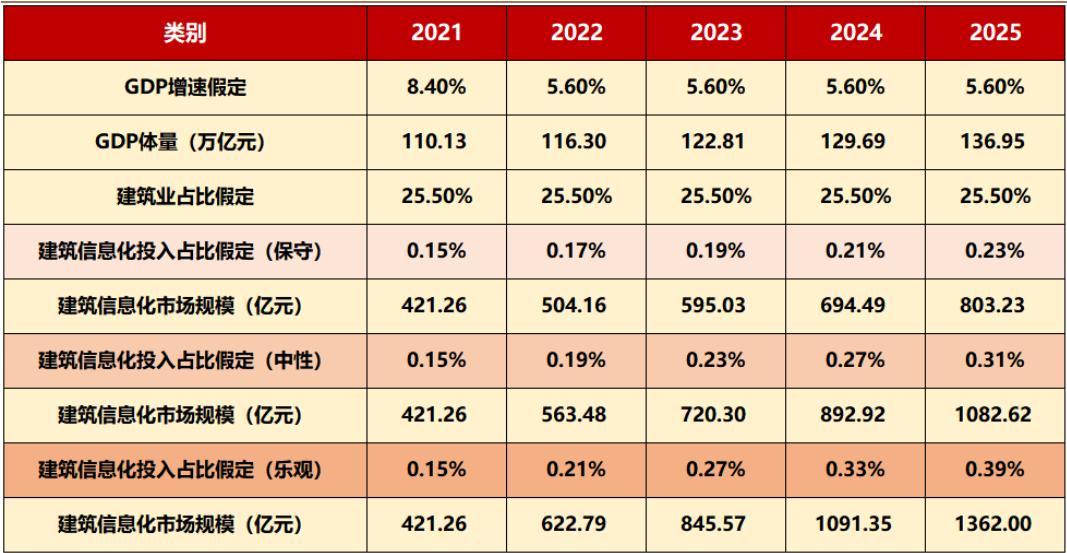 类别 2021 2022 2023 2024 2025
GDP增速假定 8.40% 5.60% 5.60% 5.60% 5.60%
GDP体量（万亿元） 110.13 116.30 122.81 129.69 136.95
建筑业占比假定 25.50% 25.50% 25.50% 25.50% 25.50%
建筑信息化投入占比假定（保守） 0.15% 0.17% 0.19% 0.21% 0.23%
建筑信息化市场规模（亿元） 421.26 504.16 595.03 694.49 803.23
建筑信息化投入占比假定（中性） 0.15% 0.19% 0.23% 0.27% 0.31%
建筑信息化市场规模（亿元） 421.26 563.48 720.30 892.92 1082.62
建筑信息化投入占比假定（乐观） 0.15% 0.21% 0.27% 0.33% 0.39%
建筑信息化市场规模（亿元） 421.26 622.79 845.57 1091.35 1362.00